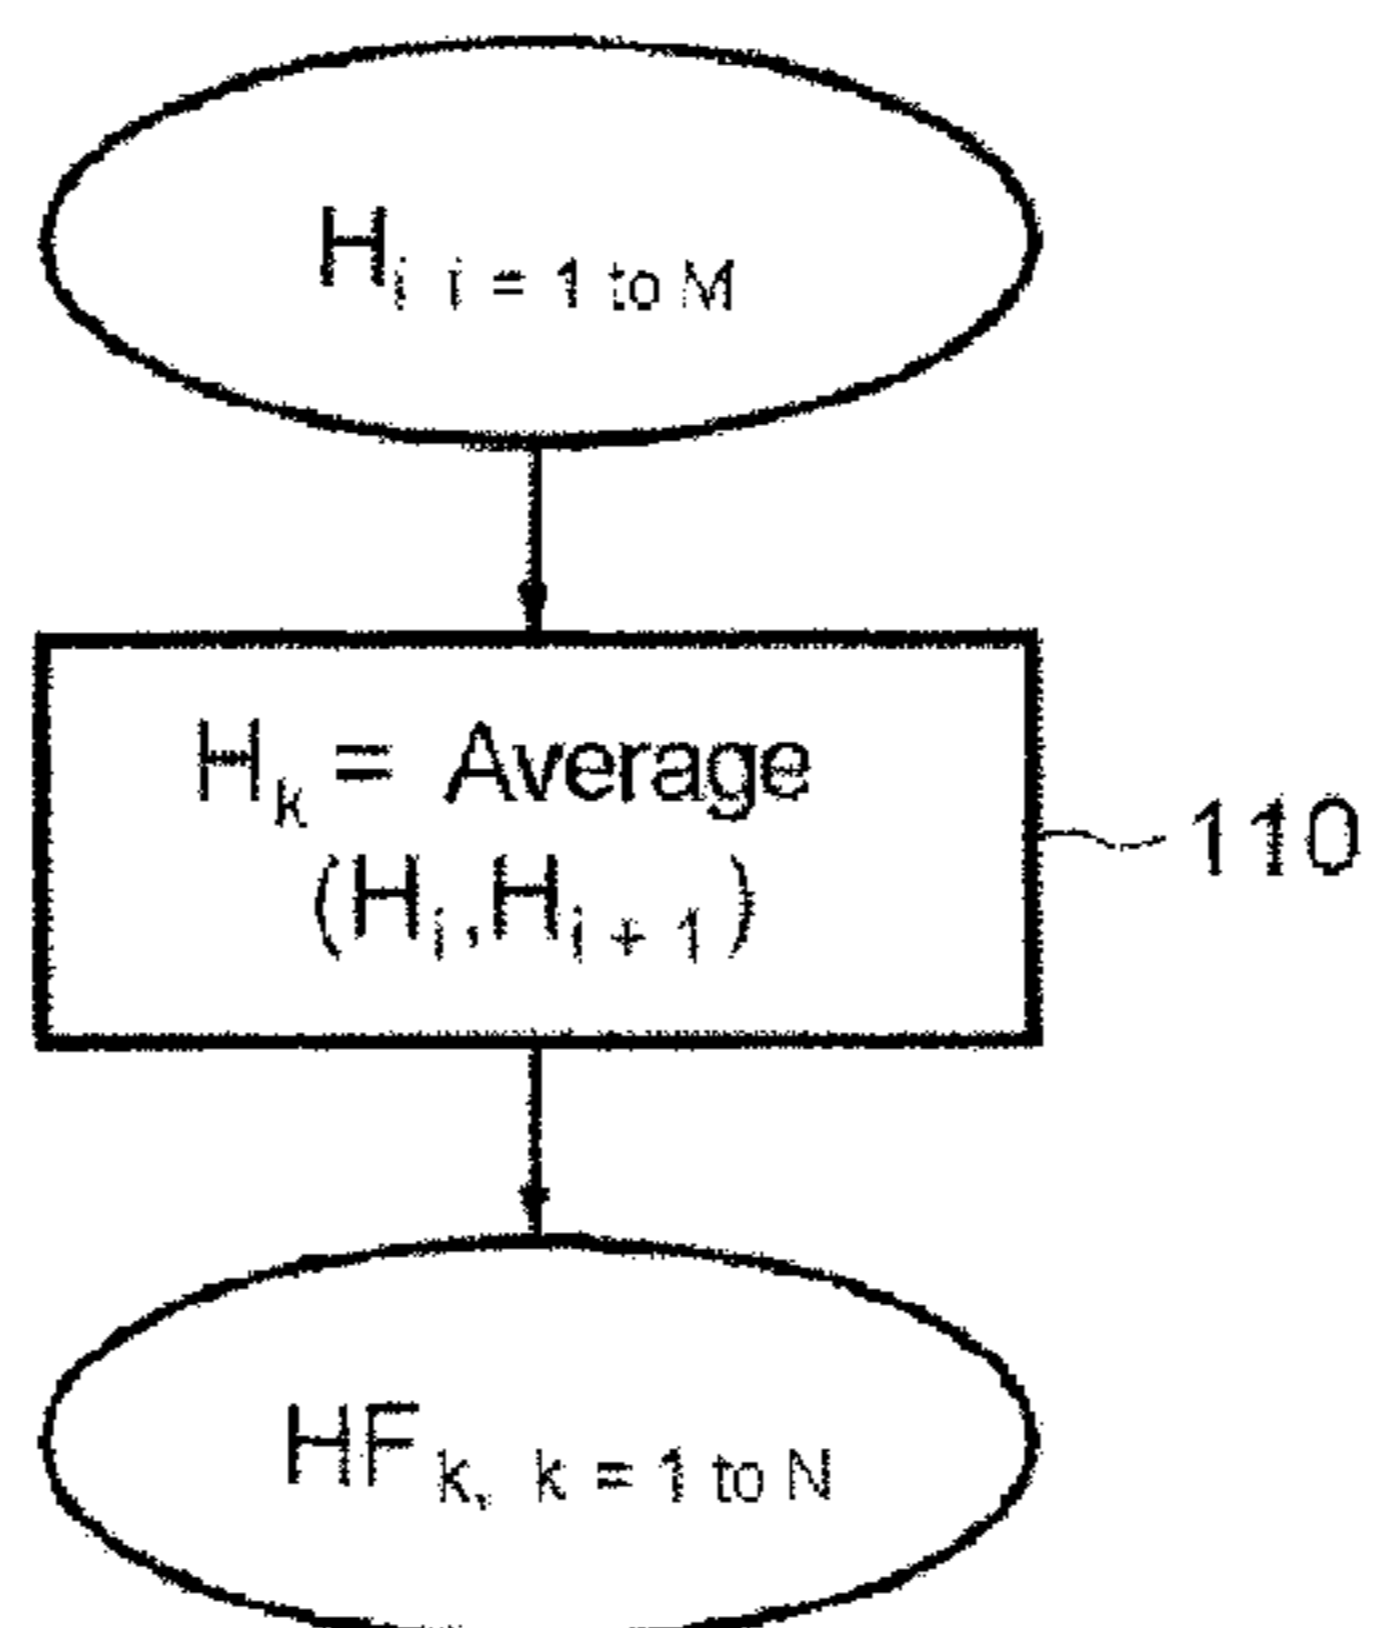 H i i = 1 to M
H k = Average
(H i , H i + 1 )
110
HF k, k = 1 to N